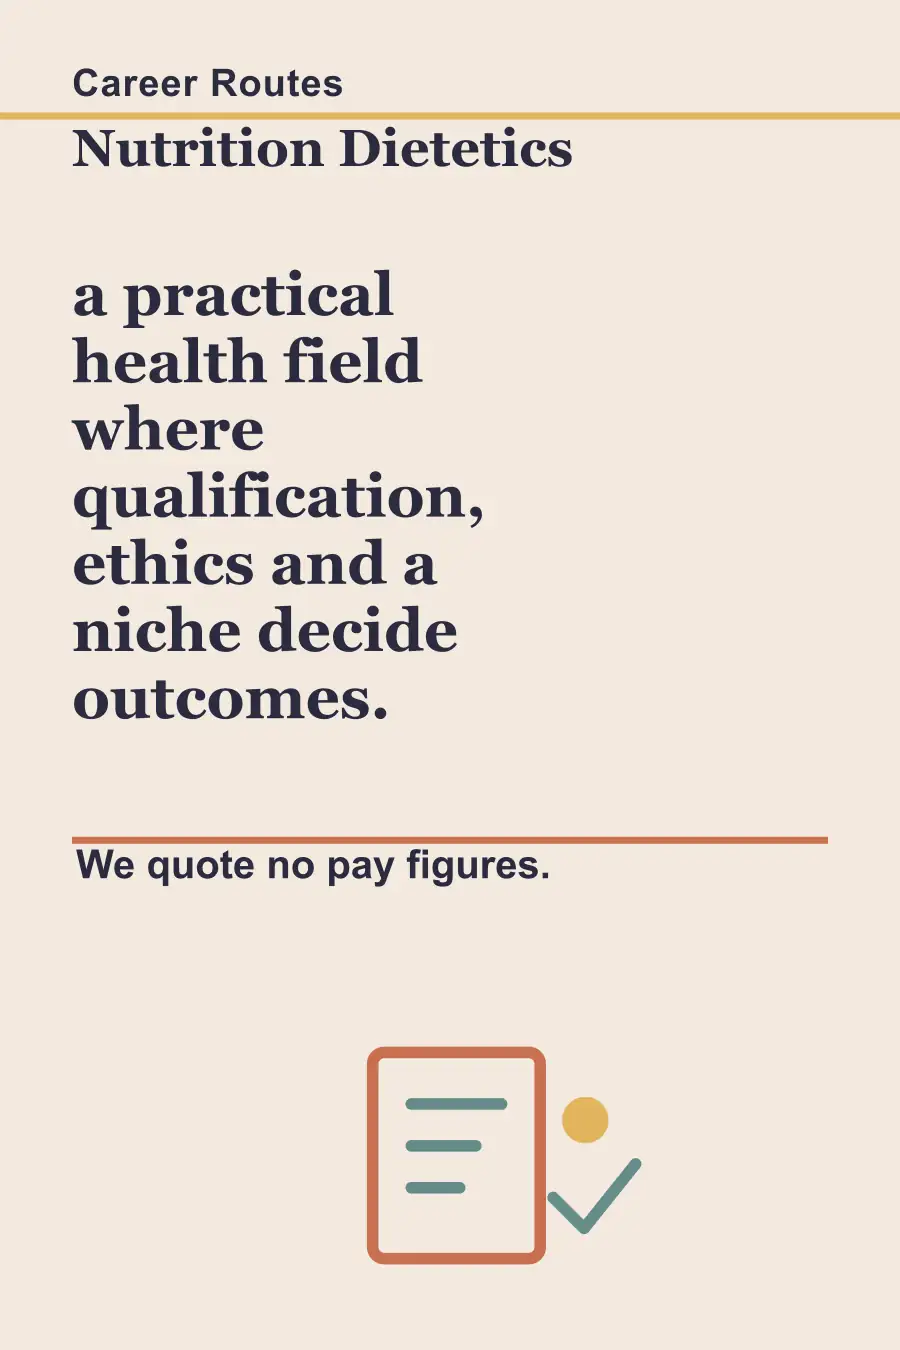 Career Routes
Nutrition Dietetics
a practical
health field
where
qualification,
ethics and a
niche decide
outcomes.
We quote no pay figures.